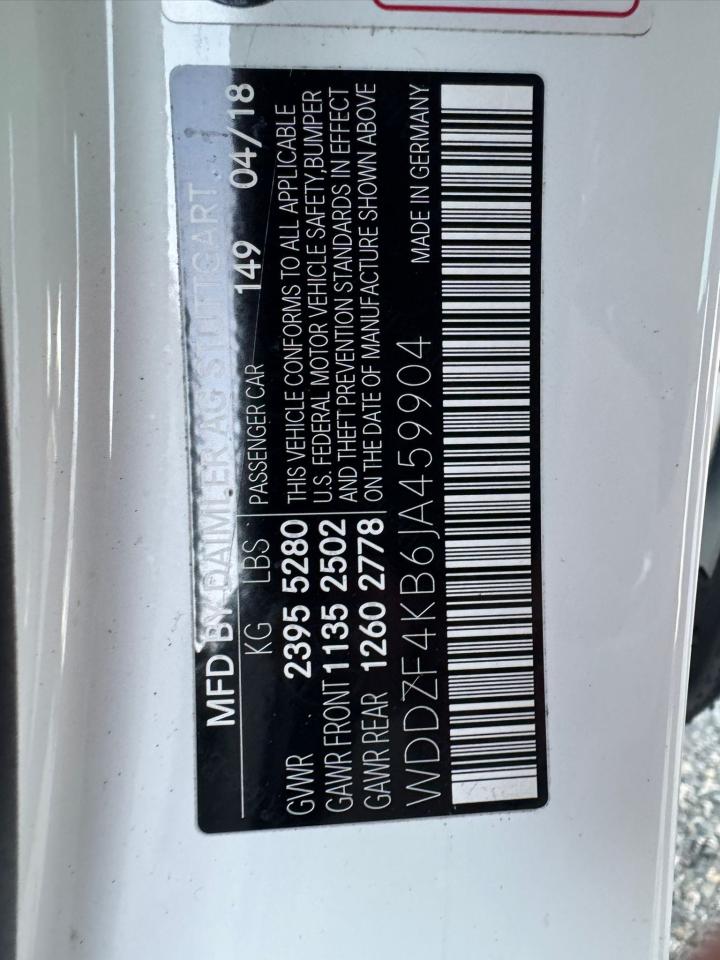 MFD BY DAIMLER AG STUTTGART
KG LBS PASSENGER CAR 149 04/18
GVWR 2395 5280 THIS VEHICLE CONFORMS TO ALL APPLICABLE
GAWR FRONT 1135 2502 U.S. FEDERAL MOTOR VEHICLE SAFETY,BUMPER
AND THEFT PREVENTION STANDARDS IN EFFECT
GAWR REAR 1260 2778 ON THE DATE OF MANUFACTURE SHOWN ABOVE
WDDZF4KB6JA459904 MADE IN GERMANY